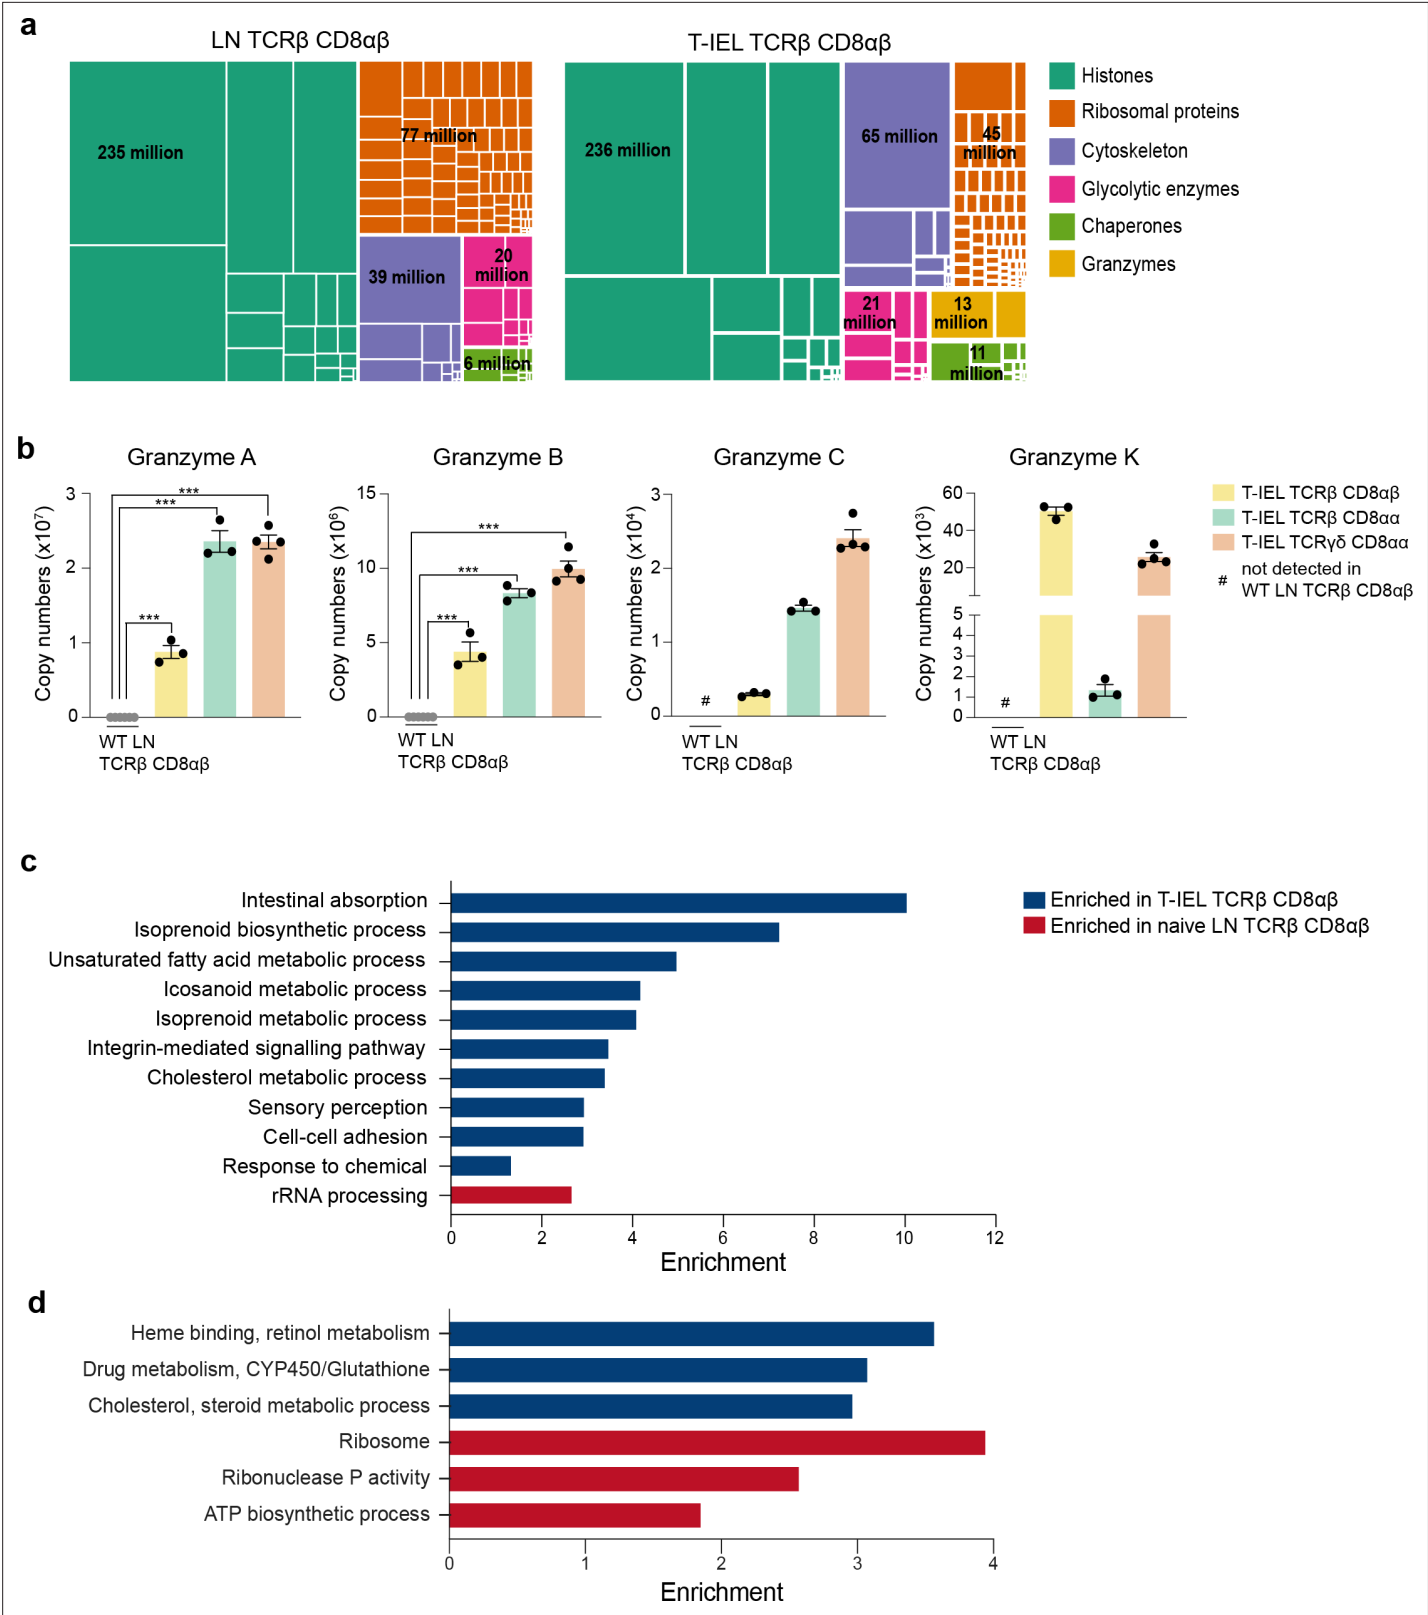 a
LN TCRβ CD8αβ
T-IEL TCRβ CD8αβ
235 million
77 million
39 million
20
million
6 million
236 million
65 million
45
million
21
million
13
million
11
million
Histones
Ribosomal proteins
Cytoskeleton
Glycolytic enzymes
Chaperones
Granzymes
b
Granzyme A
Copy numbers (x10⁷)
3
2
1
0
***
***
***
WT LN
TCRβ CD8αβ
Granzyme B
Copy numbers (x10⁶)
15
10
5
0
***
***
***
WT LN
TCRβ CD8αβ
Granzyme C
Copy numbers (x10⁴)
3
2
1
0
#
WT LN
TCRβ CD8αβ
Granzyme K
Copy numbers (x10³)
60
40
20
5
4
3
2
1
0
#
WT LN
TCRβ CD8αβ
T-IEL TCRβ CD8αβ
T-IEL TCRβ CD8αα
T-IEL TCRγδ CD8αα
# not detected in
WT LN TCRβ CD8αβ
c
Intestinal absorption
Isoprenoid biosynthetic process
Unsaturated fatty acid metabolic process
Icosanoid metabolic process
Isoprenoid metabolic process
Integrin-mediated signalling pathway
Cholesterol metabolic process
Sensory perception
Cell-cell adhesion
Response to chemical
rRNA processing
0 2 4 6 8 10 12
Enrichment
Enriched in T-IEL TCRβ CD8αβ
Enriched in naive LN TCRβ CD8αβ
d
Heme binding, retinol metabolism
Drug metabolism, CYP450/Glutathione
Cholesterol, steroid metabolic process
Ribosome
Ribonuclease P activity
ATP biosynthetic process
0 1 2 3 4
Enrichment